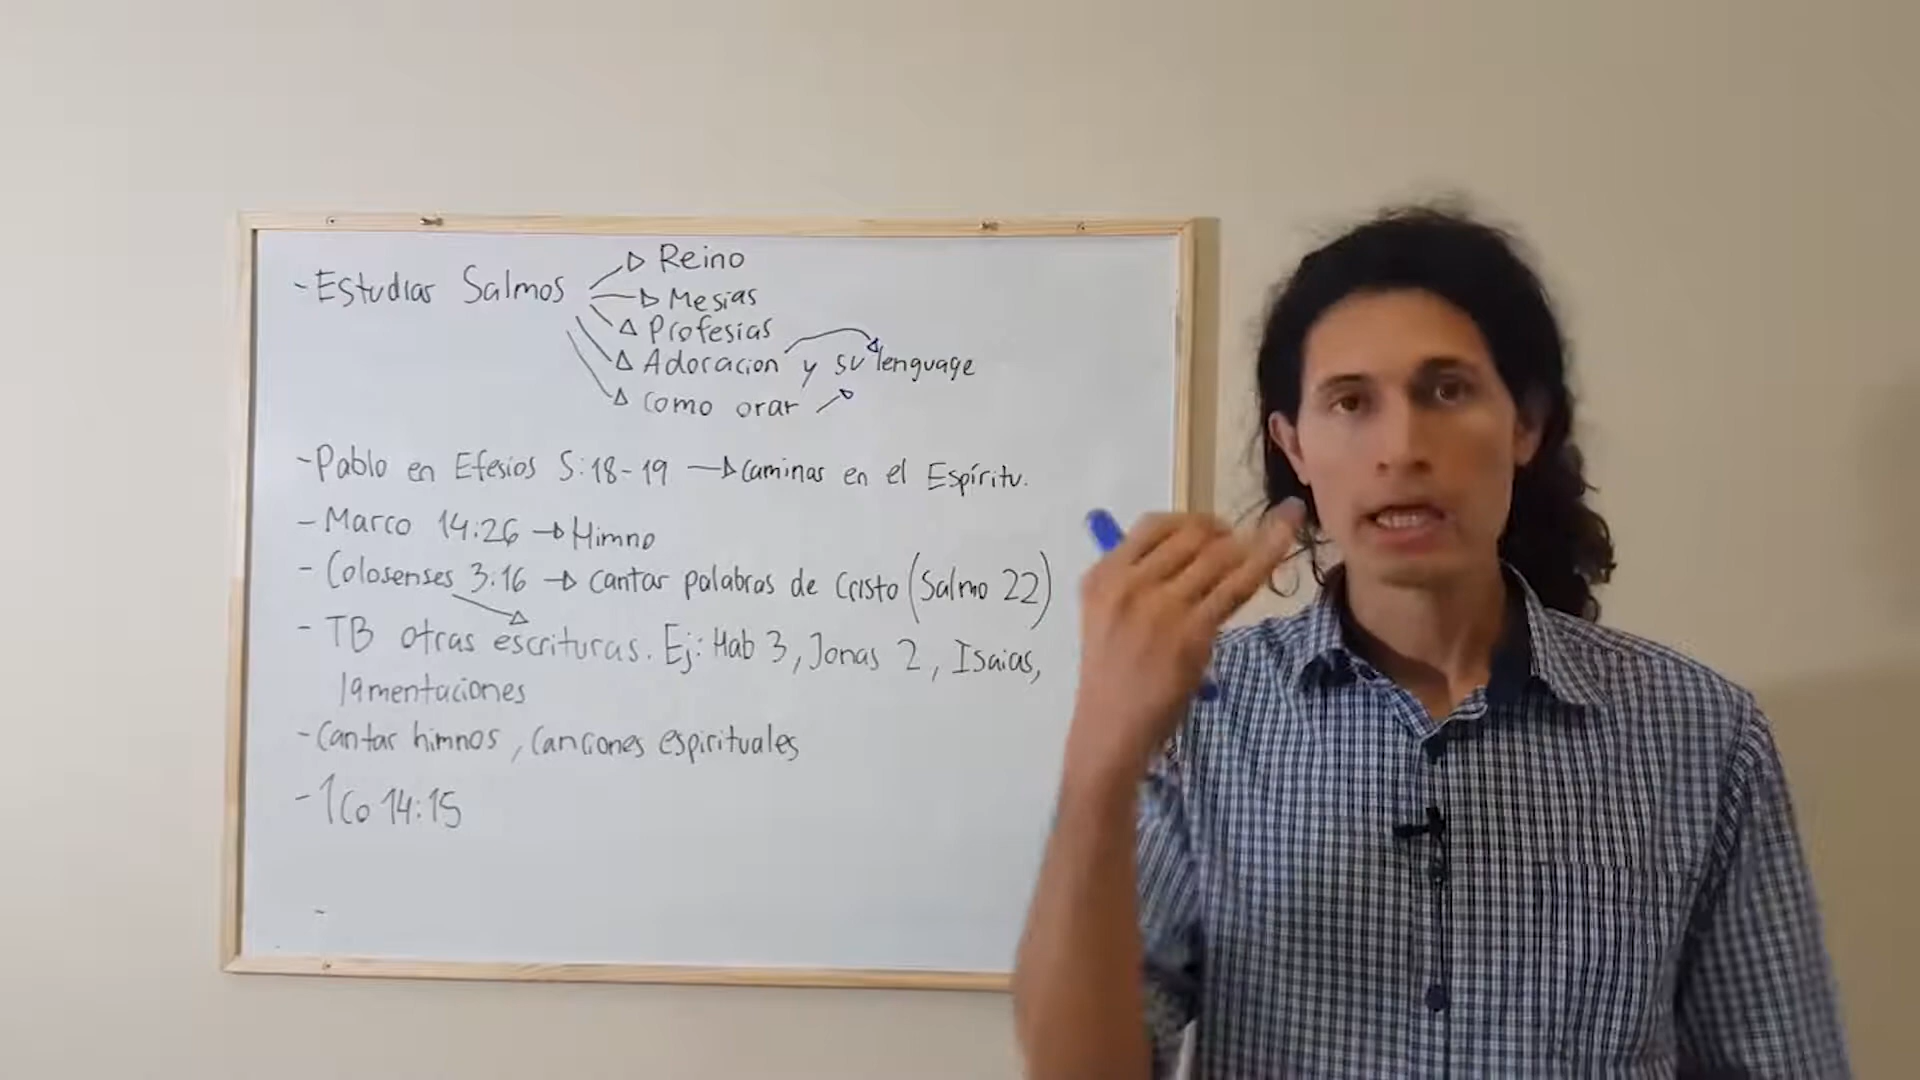 - Estudiar Salmos
Reino
Mesias
Profesias
Adoracion y su lenguage
como orar
- Pablo en Efesios 5:18-19 → Caminas en el Espíritu.
- Marco 14:26 → Himno
- Colosenses 3:16 → cantar palabras de Cristo (Salmo 22)
- TB otras escrituras. Ej: Hab 3, Jonas 2, Isaias,
lamentaciones
- Cantar himnos, canciones espirituales
- 1Co 14:15
-